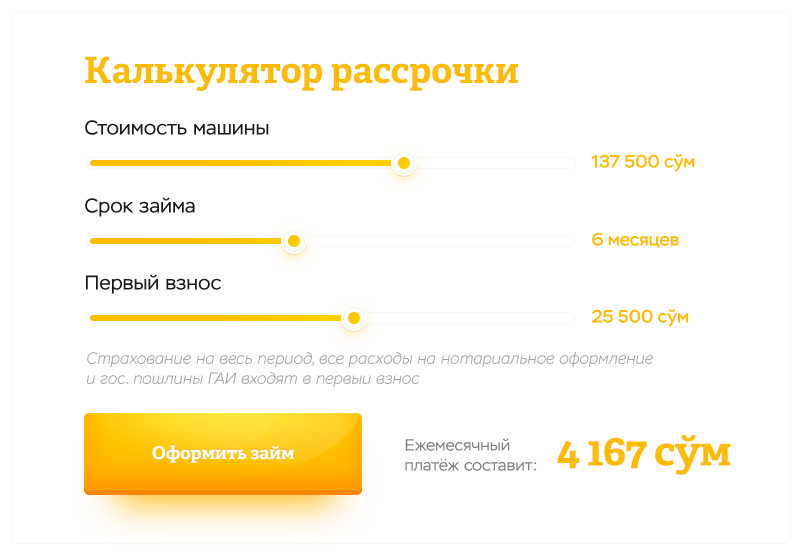 Калькулятор рассрочки
Стоимость машины
137 500 сўм
Срок займа
6 месяцев
Первый взнос
25 500 сўм
Страхование на весь период, все расходы на нотариальное оформление
и гос. пошлины ГАИ входят в первыи взнос
Оформить займ
Ежемесячный
платёж составит:
4 167 сўм